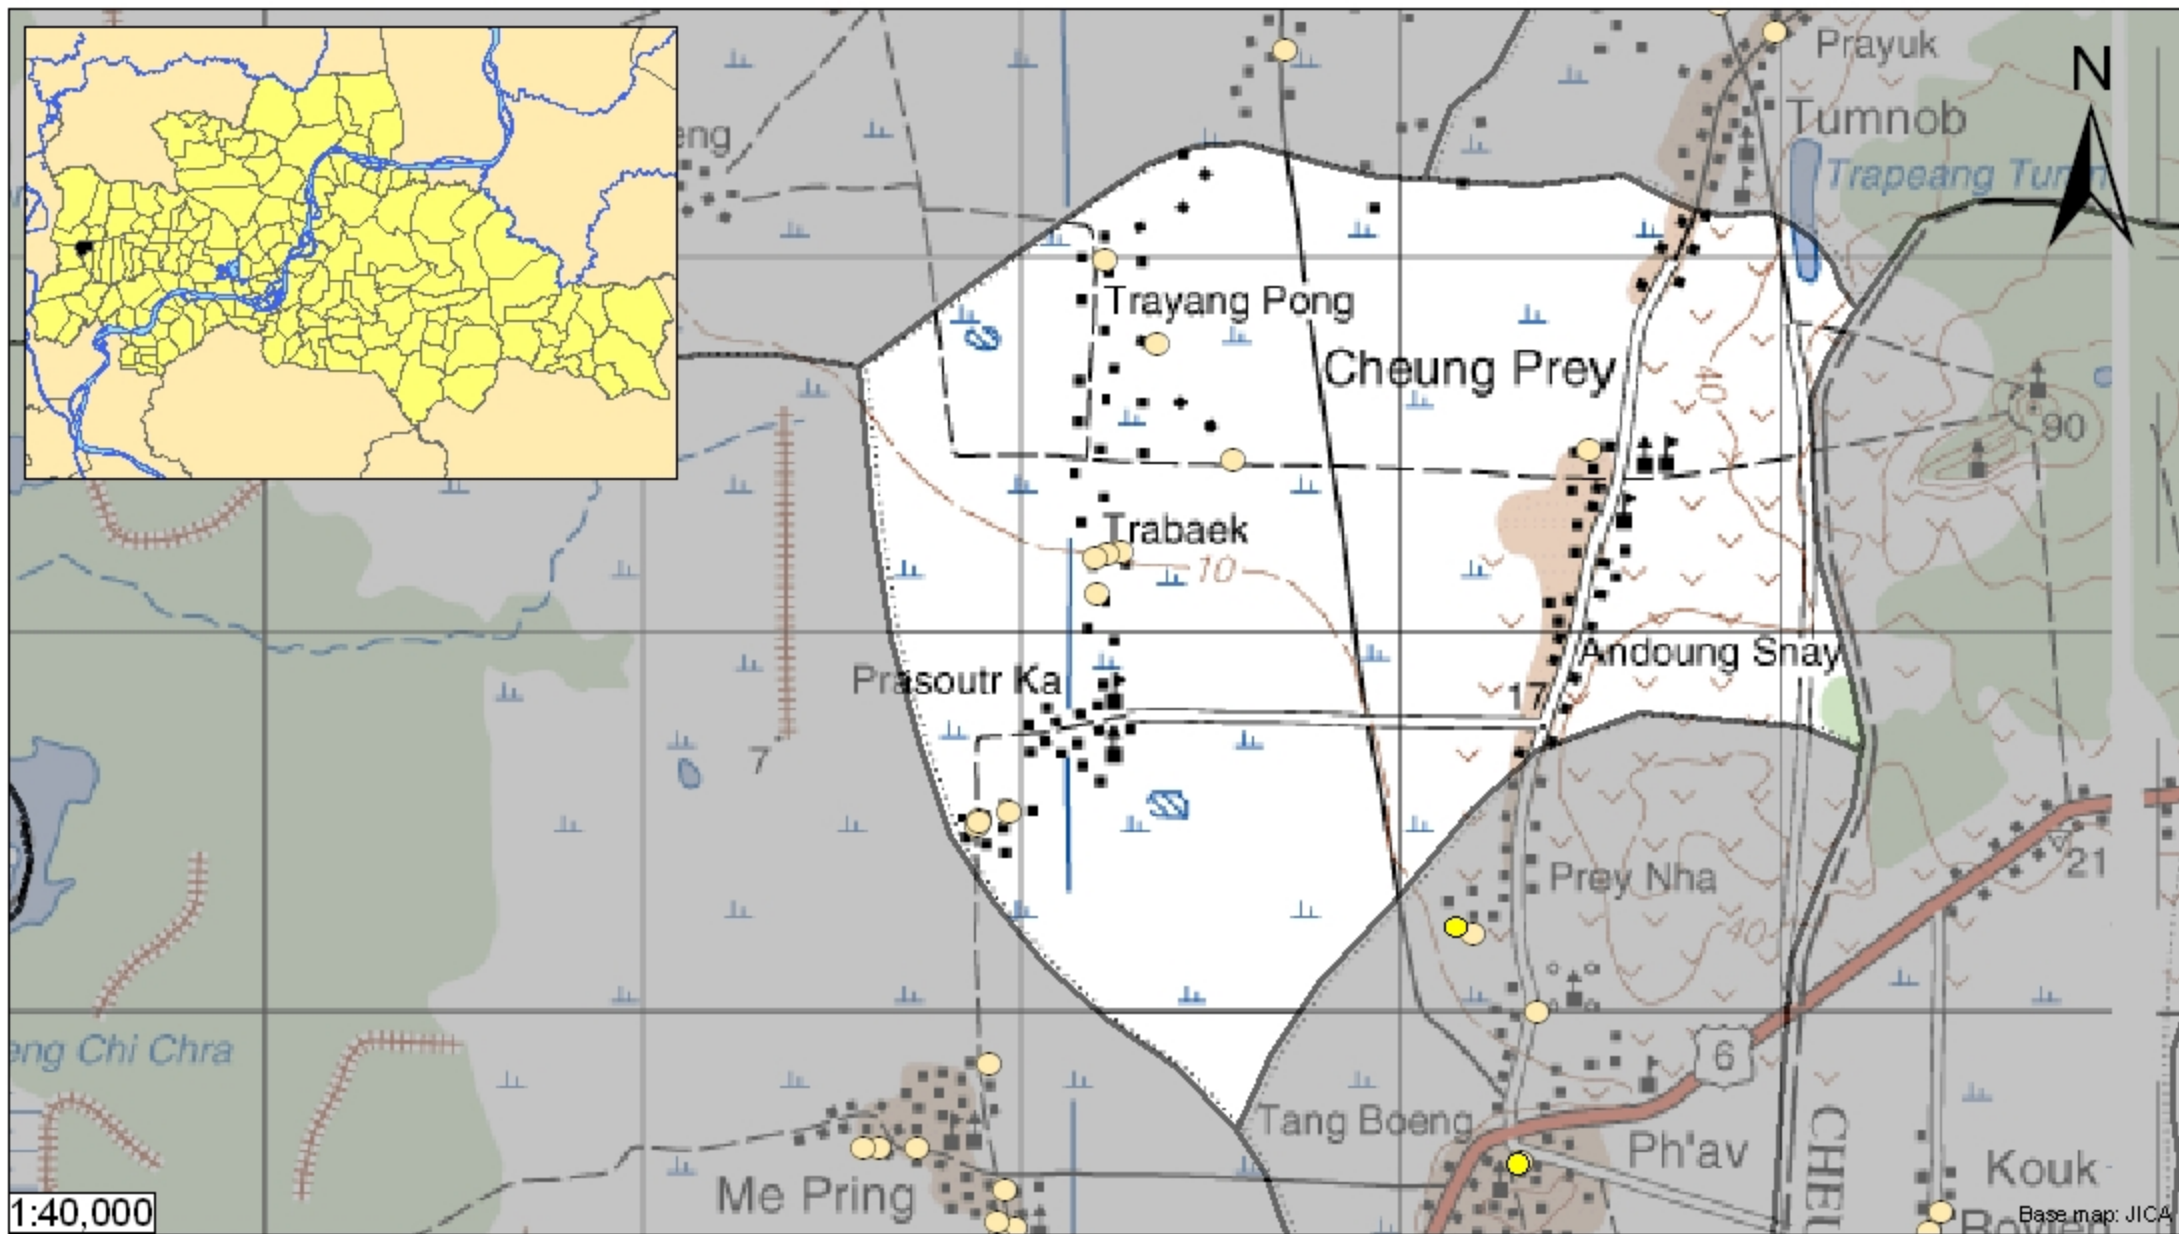 Prayuk
N
Tumnob
eng
Trapeang Tumn
Trayang Pong
Cheung Prey
40
90
Trabaek
10
Andoung Snay
Prasoutr Ka
17
7
21
Prey Nha
40
eng Chi Chra
6
Tang Boeng
Ph'av
CHEU
Kouk
Me Pring
1:40,000
Base map: JICA